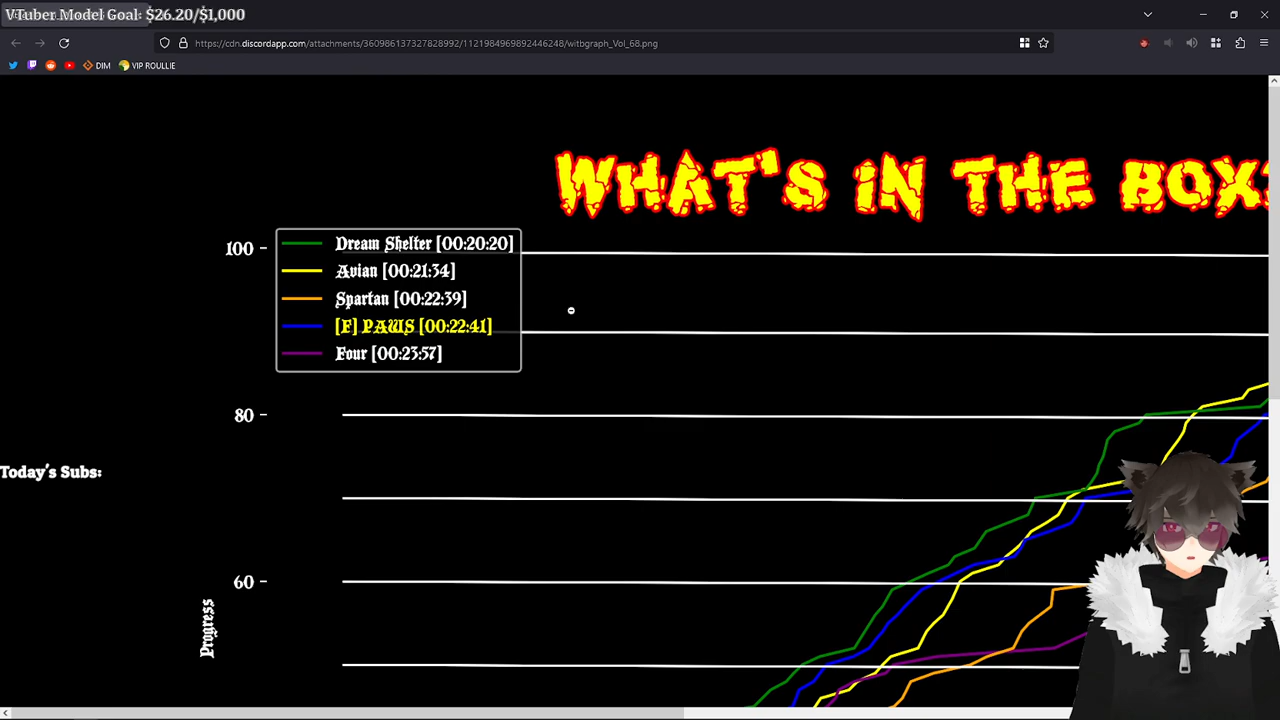 VTuber Model Goal: $26.20/$1,000
https://cdn.discordapp.com/attachments/360986137327828992/1121984969892446248/witbgraph_Vol_68.png
DIM
VIP ROULLIE
WHAT'S IN THE BOX?
100
Dream Shelter [00:20:20]
Avian [00:21:34]
Spartan [00:22:39]
[F] PAWS [00:22:41]
Four [00:23:57]
80
Today's Subs:
60
Progress